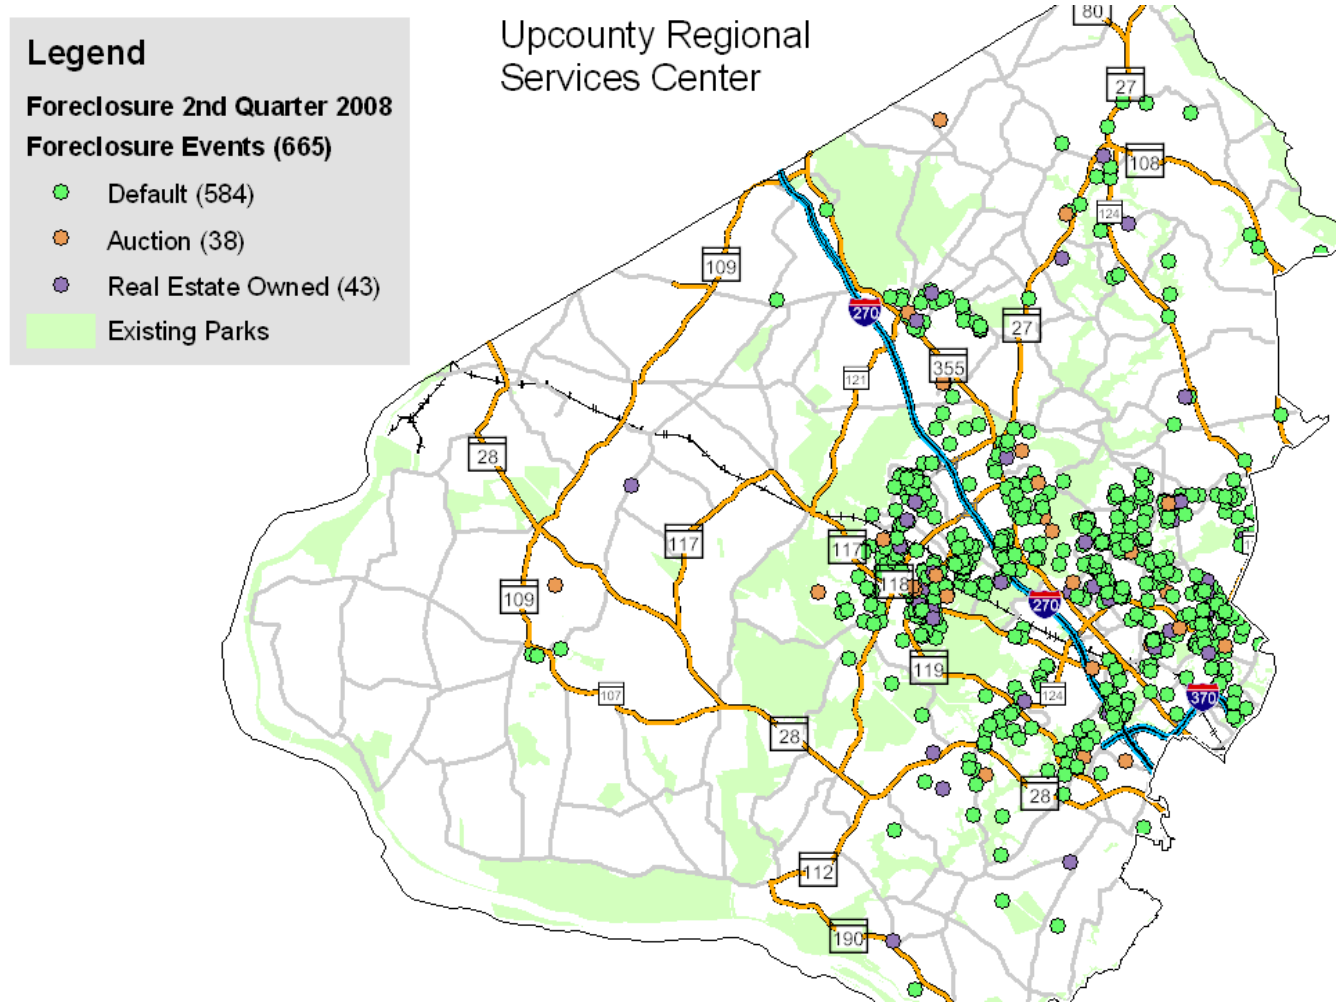 Legend
Foreclosure 2nd Quarter 2008
Foreclosure Events (665)
Default (584)
Auction (38)
Real Estate Owned (43)
Existing Parks
Upcounty Regional
Services Center
80
27
108
124
109
270
27
355
121
28
117
117
118
109
270
119
124
107
370
28
28
112
190